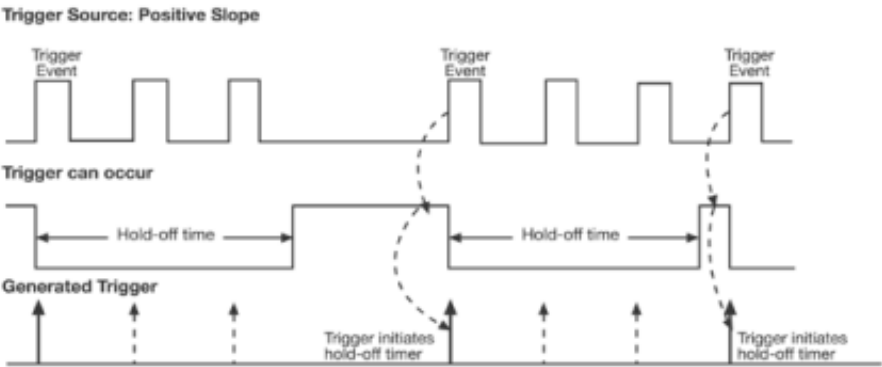 Trigger Source: Positive Slope
Trigger
Event
Trigger
Event
Trigger
Event
Trigger can occur
Hold-off time
Hold-off time
Generated Trigger
Trigger initiates
hold-off timer
Trigger initiates
hold-off timer